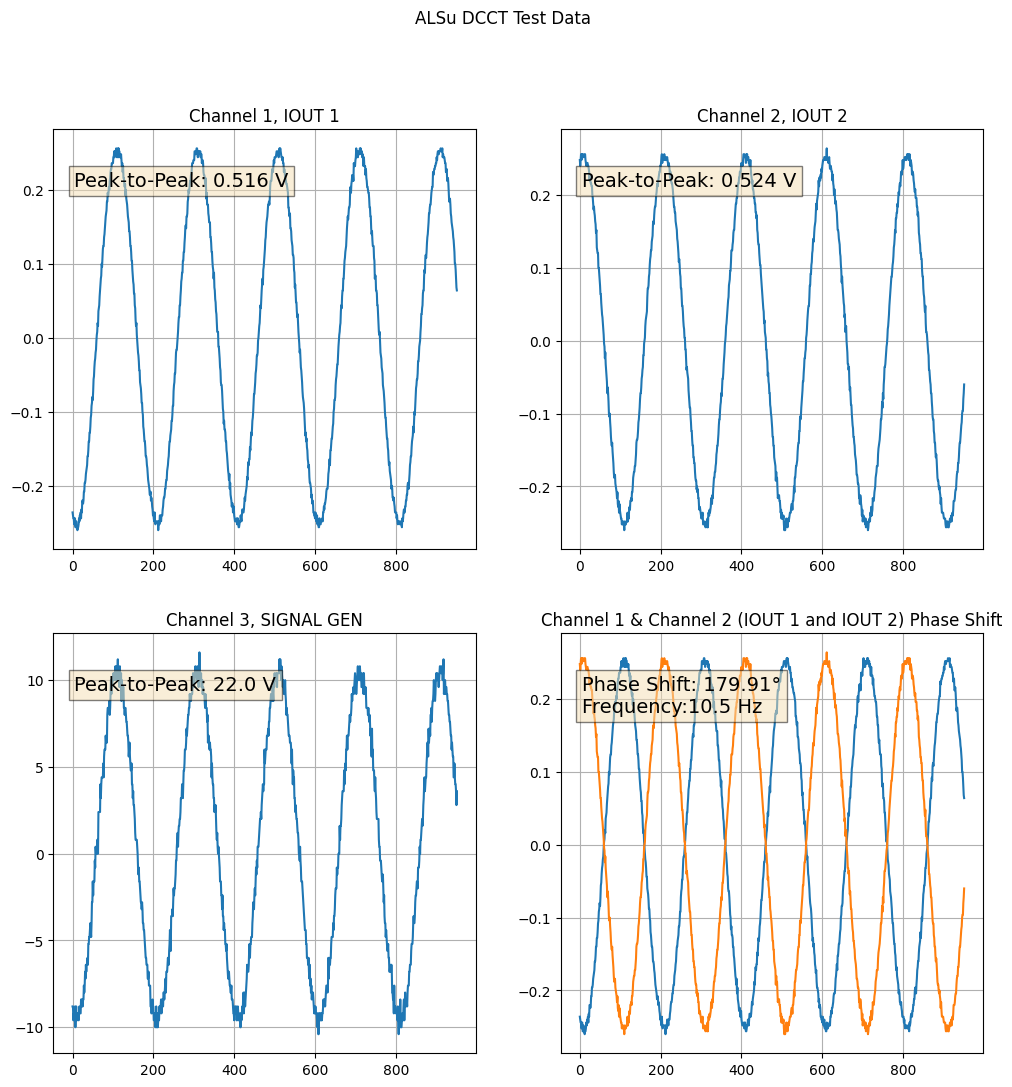 ALSu DCCT Test Data
Channel 1, IOUT 1
Peak-to-Peak: 0.516 V
0.2
0.1
0.0
−0.1
−0.2
0 200 400 600 800
Channel 2, IOUT 2
Peak-to-Peak: 0.524 V
0.2
0.1
0.0
−0.1
−0.2
0 200 400 600 800
Channel 3, SIGNAL GEN
Peak-to-Peak: 22.0 V
10
5
0
−5
−10
0 200 400 600 800
Channel 1 & Channel 2 (IOUT 1 and IOUT 2) Phase Shift
Phase Shift: 179.91°
Frequency:10.5 Hz
0.2
0.1
0.0
−0.1
−0.2
0 200 400 600 800